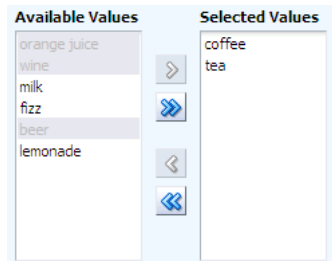 Available Values
orange juice
wine
milk
fizz
beer
lemonade
Selected Values
coffee
tea